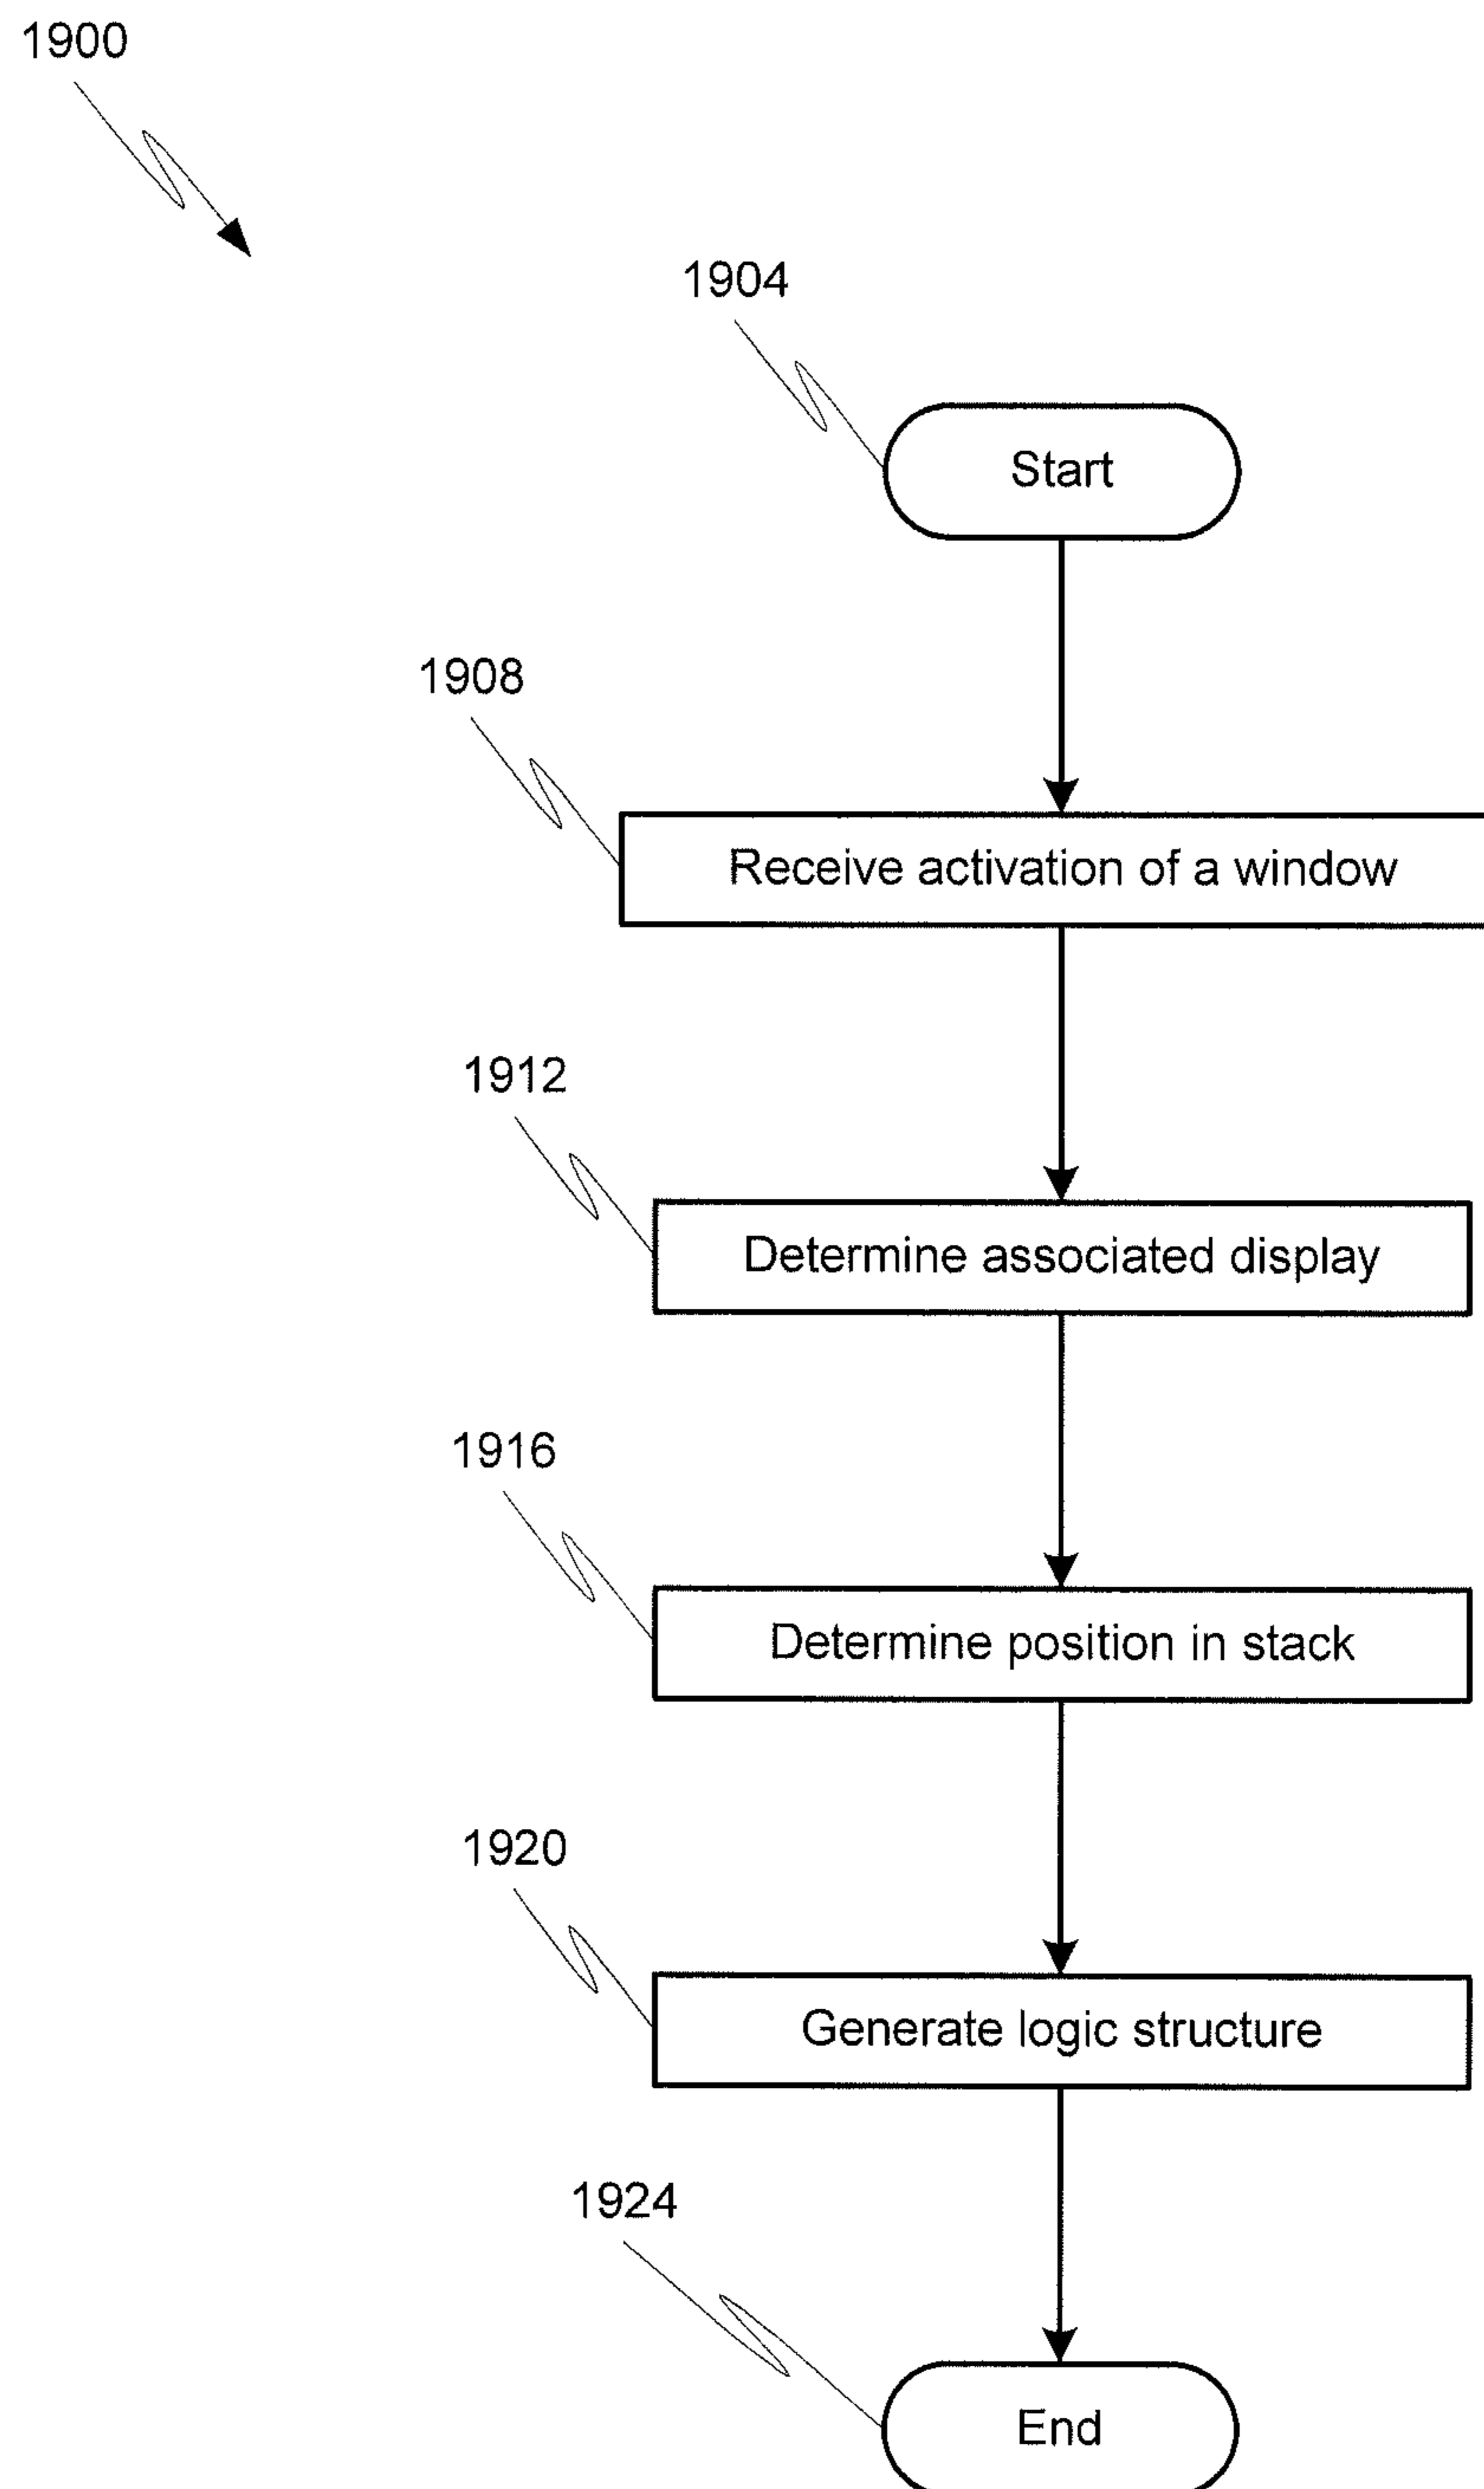 1900
1904
Start
1908
Receive activation of a window
1912
Determine associated display
1916
Determine position in stack
1920
Generate logic structure
1924
End